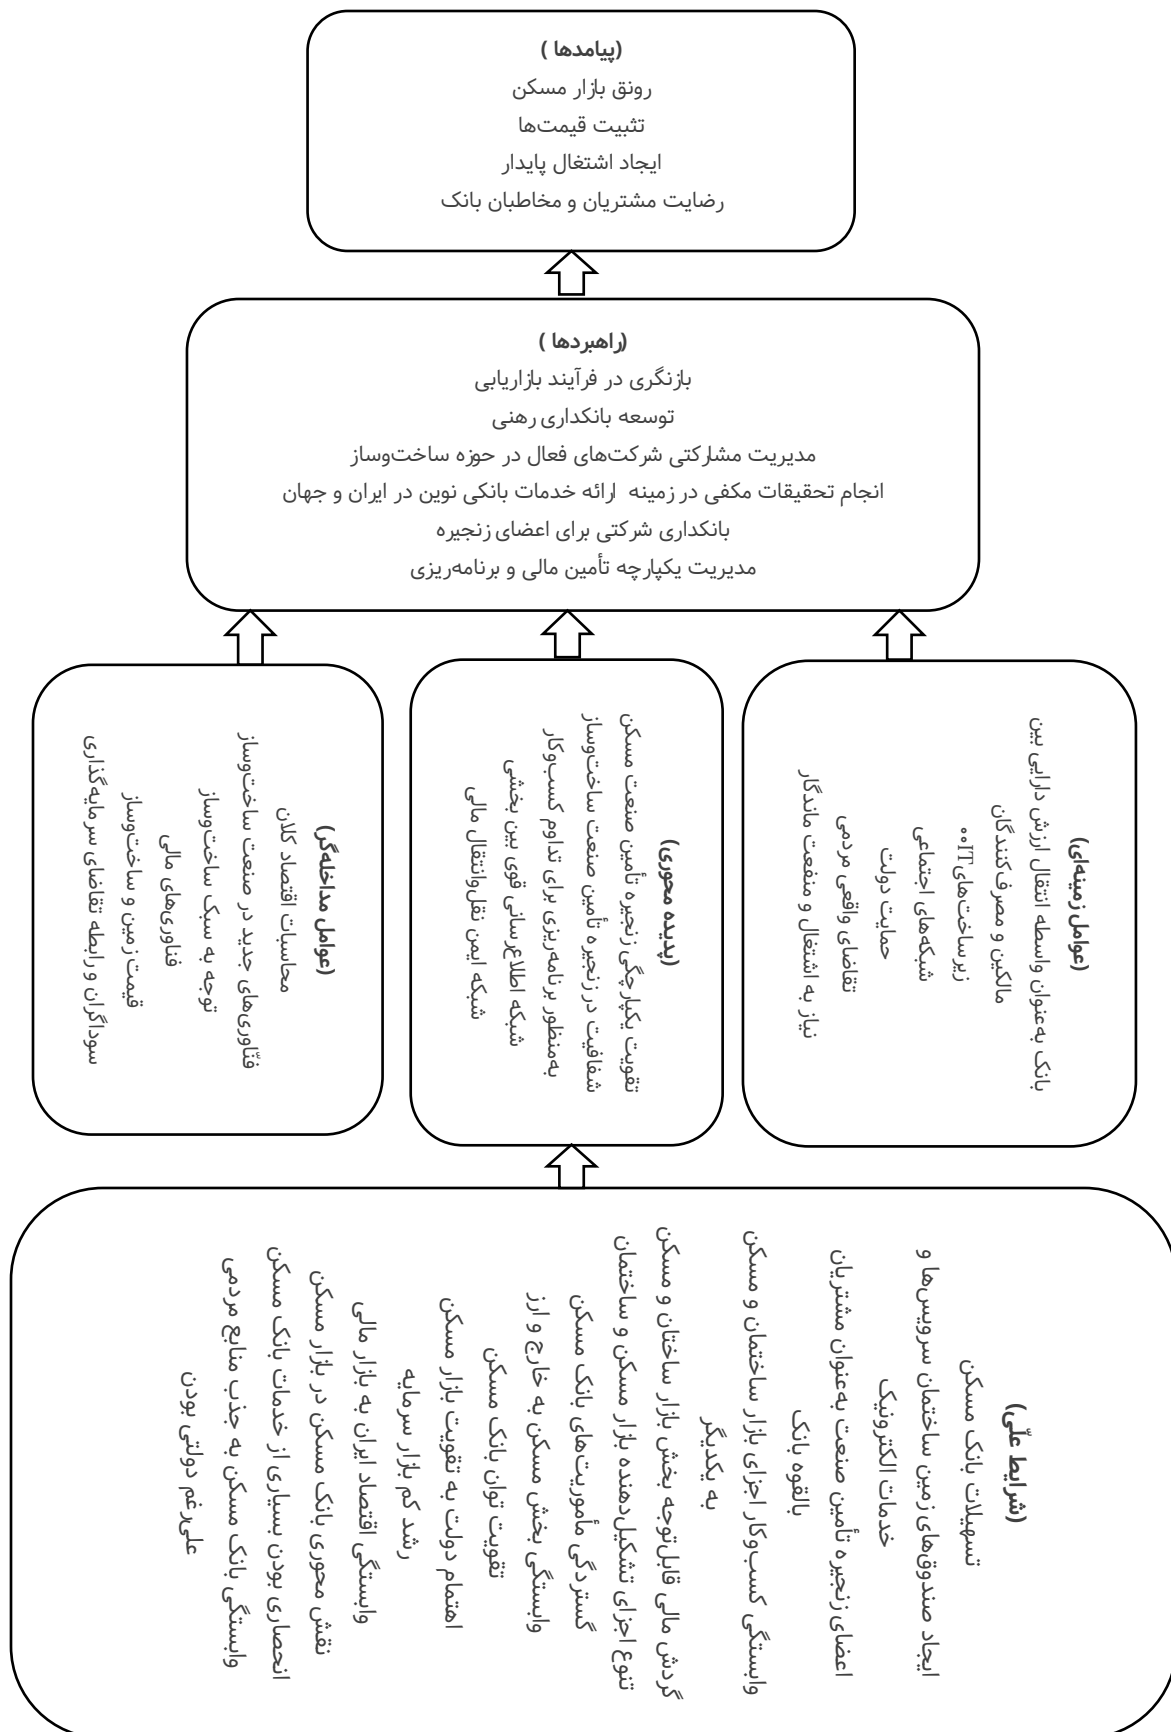 (پیامدها )
رونق بازار مسکن
تثبیت قیمت‌ها
ایجاد اشتغال پایدار
رضایت مشتریان و مخاطبان بانک
(راهبردها )
بازنگری در فرآیند بازاریابی
توسعه بانکداری رهنی
مدیریت مشارکتی شرکت‌های فعال در حوزه ساخت‌وساز
انجام تحقیقات مکفی در زمینه ارائه خدمات بانکی نوین در ایران و جهان
بانکداری شرکتی برای اعضای زنجیره
مدیریت یکپارچه تأمین مالی و برنامه‌ریزی
(عوامل زمینه‌ای)
بانک به‌عنوان واسطه انتقال ارزش دارایی بین
مالکین و مصرف‌کنندگان
زیرساخت‌های IT
شبکه‌های اجتماعی
حمایت دولت
تقاضای واقعی مردمی
نیاز به اشتغال و منفعت ماندگار
(پدیده محوری)
تقویت یکپارچگی زنجیره تأمین صنعت مسکن
شفافیت در زنجیره تأمین صنعت ساخت‌وساز
به‌منظور برنامه‌ریزی برای تداوم کسب‌وکار
شبکه اطلاع‌رسانی قوی بین بخشی
شبکه ایمن نقل‌وانتقال مالی
(عوامل مداخله‌گر)
محاسبات اقتصاد کلان
فنّاوری‌های جدید در صنعت ساخت‌وساز
توجه به سبک ساخت‌وساز
فناوری‌های مالی
قیمت زمین و ساخت‌وساز
سوداگران و رابطه تقاضای سرمایه‌گذاری
(شرایط علّی)
تسهیلات بانک مسکن
ایجاد صندوق‌های زمین ساختمان سرویس‌ها و
خدمات الکترونیک
اعضای زنجیره تأمین صنعت به‌عنوان مشتریان
بالقوه بانک
وابستگی کسب‌وکار اجزای بازار ساختمان و مسکن
به یکدیگر
گردش مالی قابل‌توجه بخش بازار ساختان و مسکن
تنوع اجزای تشکیل‌دهنده بازار مسکن و ساختمان
گستردگی مأموریت‌های بانک مسکن
وابستگی بخش مسکن به خارج و ارز
تقویت توان بانک مسکن
اهتمام دولت به تقویت بازار مسکن
رشد کم بازار سرمایه
وابستگی اقتصاد ایران به بازار مالی
نقش محوری بانک مسکن در بازار مسکن
انحصاری بودن بسیاری از خدمات بانک مسکن
وابستگی بانک مسکن به جذب منابع مردمی
علی‌رغم دولتی بودن